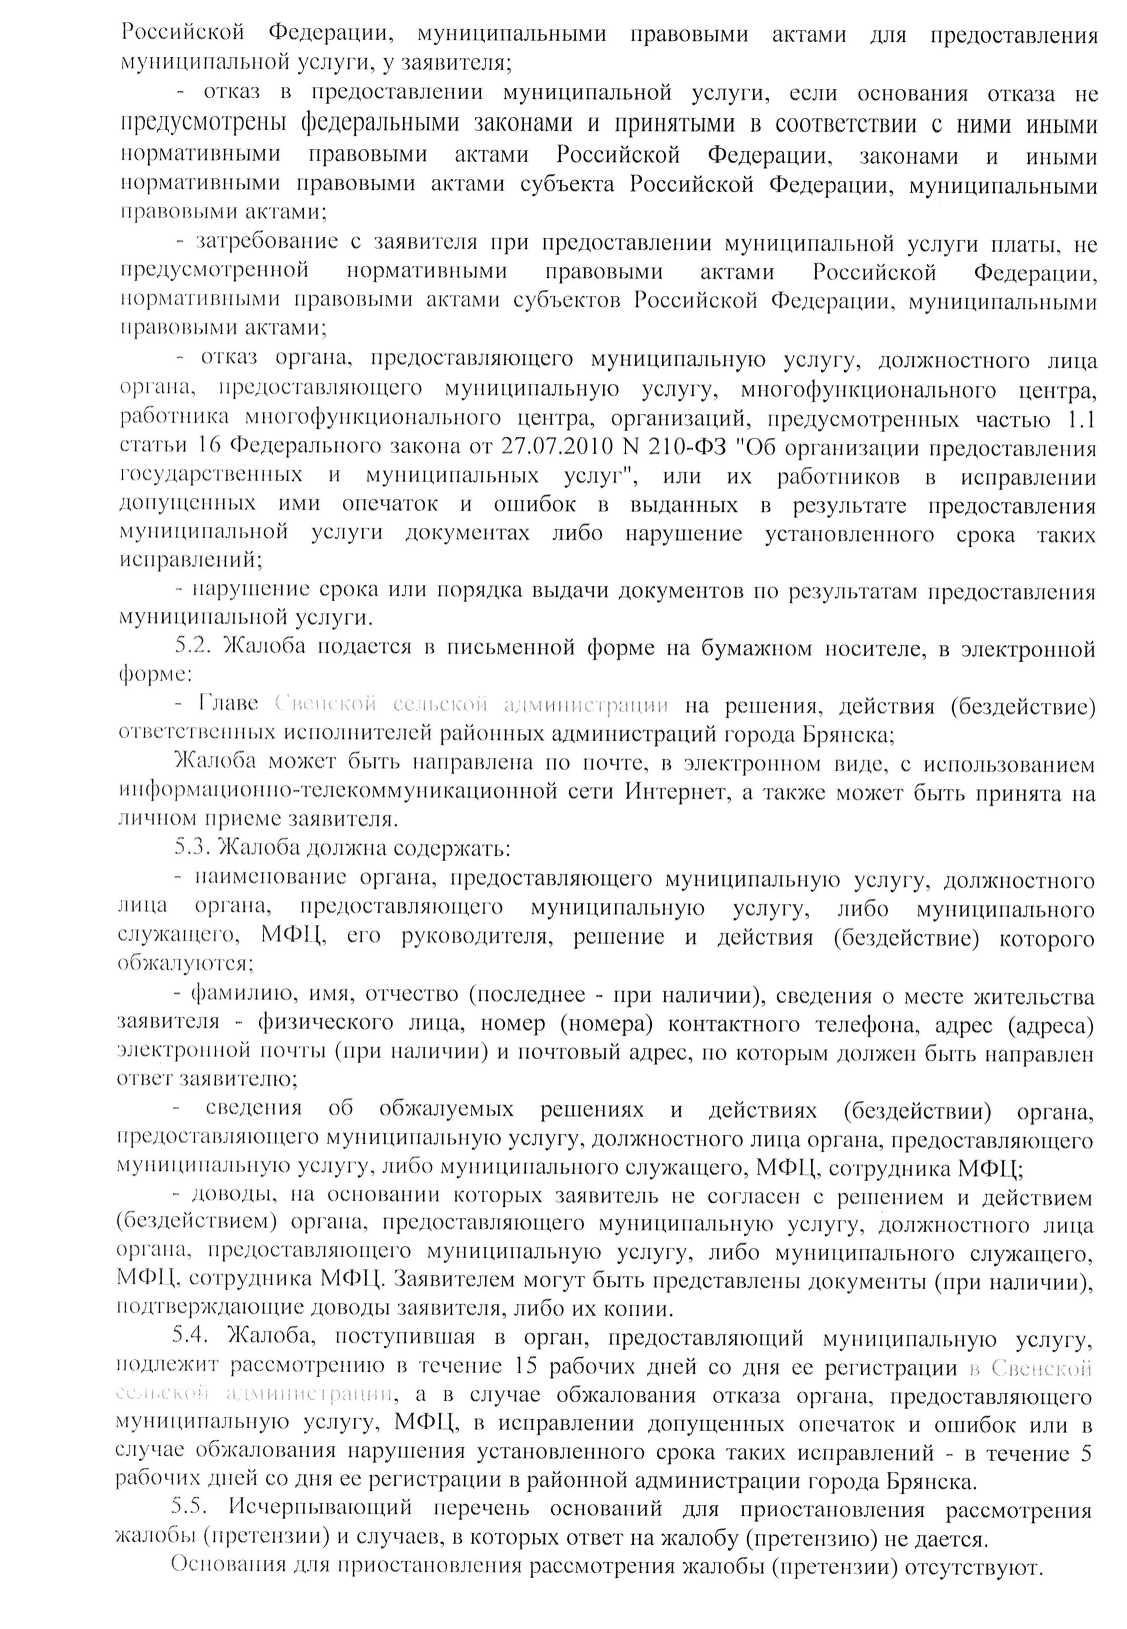 Российской Федерации, муниципальными правовыми актами для предоставления
муниципальной услуги, у заявителя;
- отказ в предоставлении муниципальной услуги, если основания отказа не
предусмотрены федеральными законами и принятыми в соответствии с ними иными
нормативными правовыми актами Российской Федерации, законами и иными
нормативными правовыми актами субъекта Российской Федерации, муниципальными
правовыми актами;
- затребование с заявителя при предоставлении муниципальной услуги платы, не
предусмотренной нормативными правовыми актами Российской Федерации,
нормативными правовыми актами субъектов Российской Федерации, муниципальными
правовыми актами;
- отказ органа, предоставляющего муниципальную услугу, должностного лица
органа, предоставляющего муниципальную услугу, многофункционального центра,
работника многофункционального центра, организаций, предусмотренных частью 1.1
статьи 16 Федерального закона от 27.07.2010 N 210-ФЗ "Об организации предоставления
государственных и муниципальных услуг", или их работников в исправлении
допущенных ими опечаток и ошибок в выданных в результате предоставления
муниципальной услуги документах либо нарушение установленного срока таких
исправлений;
- нарушение срока или порядка выдачи документов по результатам предоставления
муниципальной услуги.
5.2. Жалоба подается в письменной форме на бумажном носителе, в электронной
форме:
- Главе Свенской сельской администрации на решения, действия (бездействие)
ответственных исполнителей районных администраций города Брянска;
Жалоба может быть направлена по почте, в электронном виде, с использованием
информационно-телекоммуникационной сети Интернет, а также может быть принята на
личном приеме заявителя.
5.3. Жалоба должна содержать:
- наименование органа, предоставляющего муниципальную услугу, должностного
лица органа, предоставляющего муниципальную услугу, либо муниципального
служащего, МФЦ, его руководителя, решение и действия (бездействие) которого
обжалуются;
- фамилию, имя, отчество (последнее - при наличии), сведения о месте жительства
заявителя - физического лица, номер (номера) контактного телефона, адрес (адреса)
электронной почты (при наличии) и почтовый адрес, по которым должен быть направлен
ответ заявителю;
- сведения об обжалуемых решениях и действиях (бездействии) органа,
предоставляющего муниципальную услугу, должностного лица органа, предоставляющего
муниципальную услугу, либо муниципального служащего, МФЦ, сотрудника МФЦ;
- доводы, на основании которых заявитель не согласен с решением и действием
(бездействием) органа, предоставляющего муниципальную услугу, должностного лица
органа, предоставляющего муниципальную услугу, либо муниципального служащего,
МФЦ, сотрудника МФЦ. Заявителем могут быть представлены документы (при наличии),
подтверждающие доводы заявителя, либо их копии.
5.4. Жалоба, поступившая в орган, предоставляющий муниципальную услугу,
подлежит рассмотрению в течение 15 рабочих дней со дня ее регистрации в Свенской
сельской администрации, а в случае обжалования отказа органа, предоставляющего
муниципальную услугу, МФЦ, в исправлении допущенных опечаток и ошибок или в
случае обжалования нарушения установленного срока таких исправлений - в течение 5
рабочих дней со дня ее регистрации в районной администрации города Брянска.
5.5. Исчерпывающий перечень оснований для приостановления рассмотрения
жалобы (претензии) и случаев, в которых ответ на жалобу (претензию) не дается.
Основания для приостановления рассмотрения жалобы (претензии) отсутствуют.